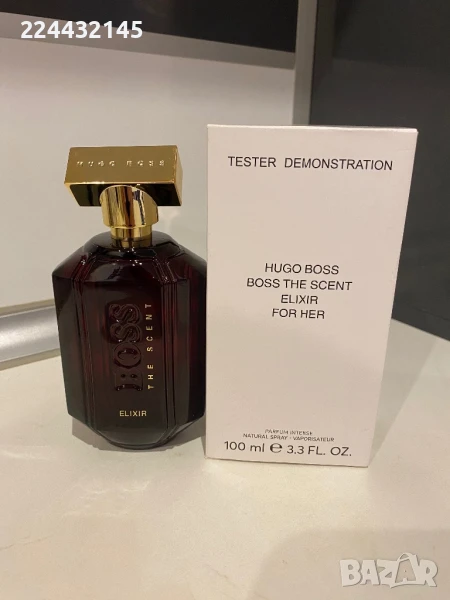 224432145
HUGO BOSS
BOSS
THE SCENT
ELIXIR
TESTER DEMONSTRATION
HUGO BOSS
BOSS THE SCENT
ELIXIR
FOR HER
PARFUM INTENSE
NATURAL SPRAY / VAPORISATEUR
100 ml ℮ 3.3 FL. OZ.
BAZAR